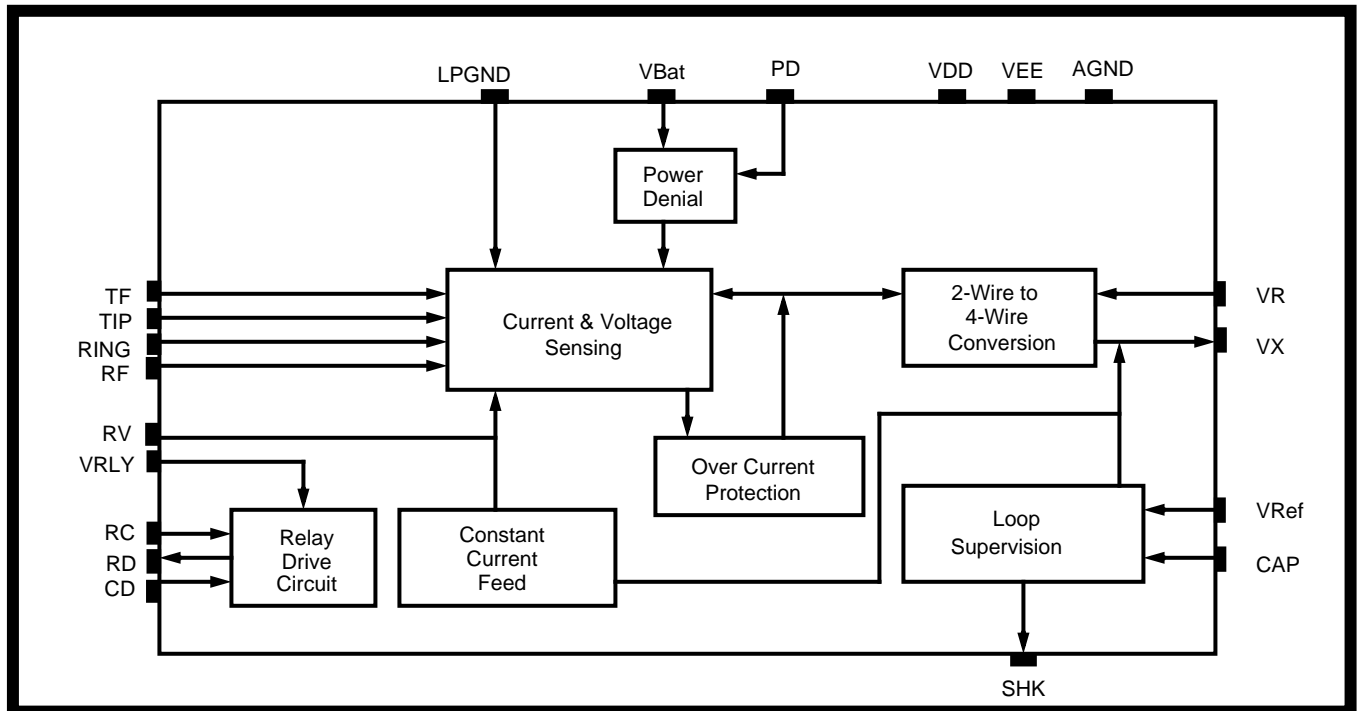 LPGND
VBat
PD
VDD
VEE
AGND
Power
Denial
TF
TIP
RING
RF
Current & Voltage
Sensing
2-Wire to
4-Wire
Conversion
VR
VX
RV
VRLY
Over Current
Protection
RC
RD
CD
Relay
Drive
Circuit
Constant
Current
Feed
Loop
Supervision
VRef
CAP
SHK